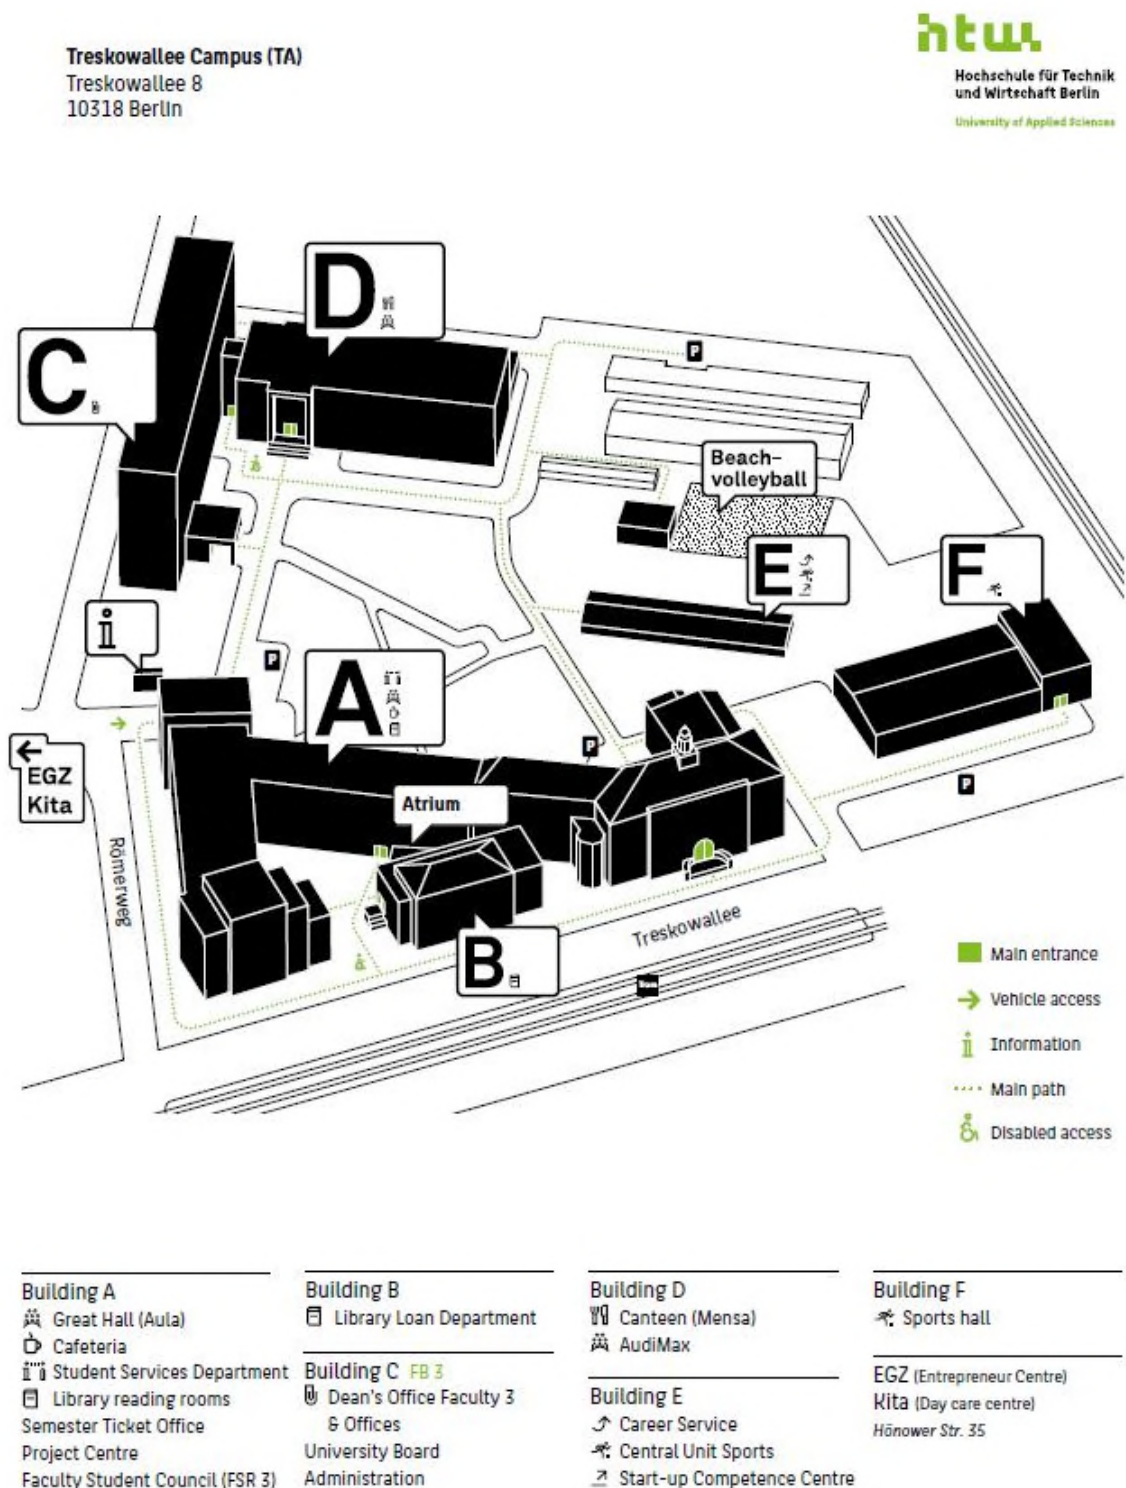 Treskowallee Campus (TA)
Treskowallee 8
10318 Berlin
htw
Hochschule für Technik
und Wirtschaft Berlin
University of Applied Sciences
D
C
P
Beach-
volleyball
E
F
i
P
A
P
EGZ
Kita
Atrium
P
Römerweg
Treskowallee
B
Main entrance
Vehicle access
Information
Main path
Disabled access
Building A
Great Hall (Aula)
Cafeteria
Student Services Department
Library reading rooms
Semester Ticket Office
Project Centre
Faculty Student Council (FSR 3)
Building B
Library Loan Department
Building C FB 3
Dean's Office Faculty 3
& Offices
University Board
Administration
Building D
Canteen (Mensa)
AudiMax
Building E
Career Service
Central Unit Sports
Start-up Competence Centre
Building F
Sports hall
EGZ (Entrepreneur Centre)
Kita (Day care centre)
Hönower Str. 35